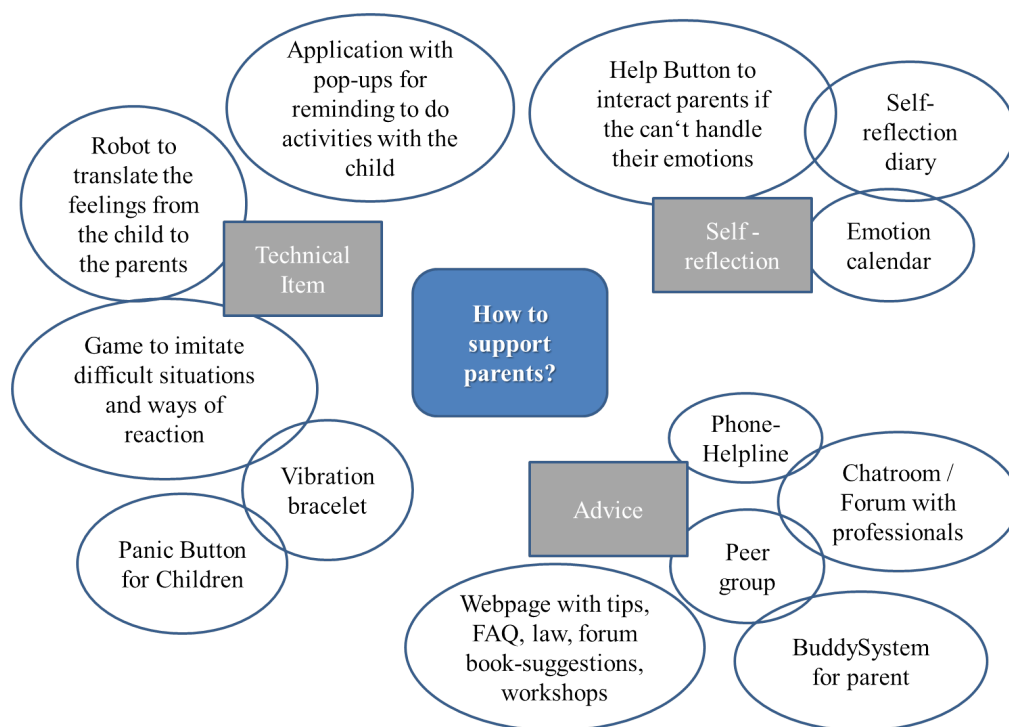 Application with
pop-ups for
reminding to do
activities with the
child
Robot to
translate the
feelings from
the child to
the parents
Technical
Item
Game to imitate
difficult situations
and ways of
reaction
Vibration
bracelet
Panic Button
for Children
How to
support
parents?
Help Button to
interact parents if
the can‘t handle
their emotions
Self-
reflection
diary
Self -
reflection
Emotion
calendar
Phone-
Helpline
Chatroom /
Forum with
professionals
Advice
Peer
group
Webpage with tips,
FAQ, law, forum
book-suggestions,
workshops
BuddySystem
for parent